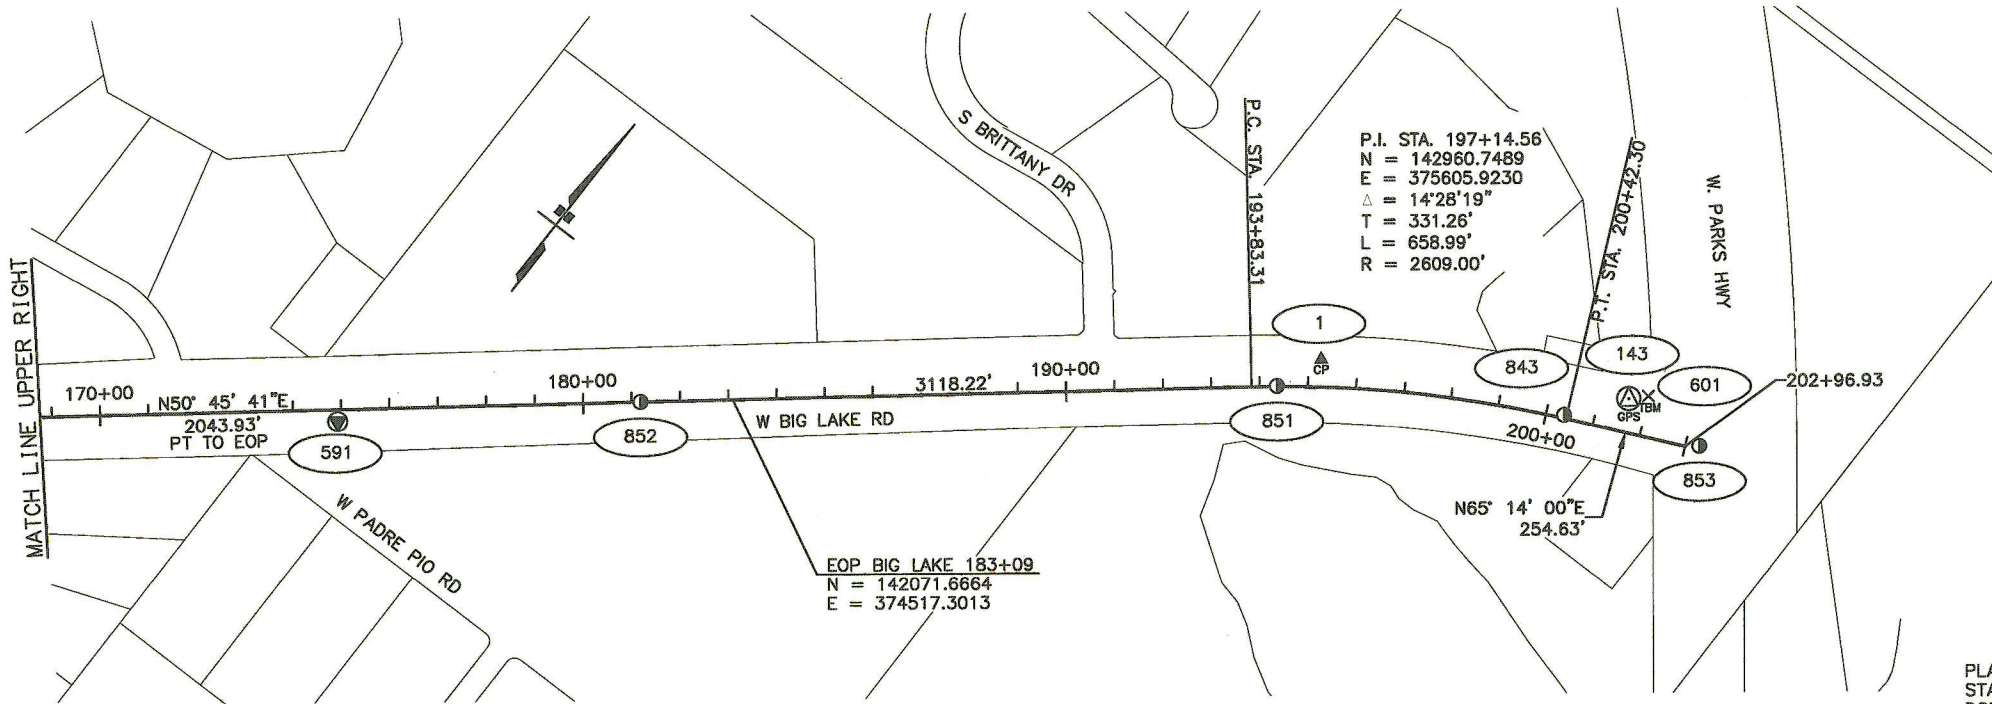 S BRITTANY DR
P.C. STA. 193+83.31
P.I. STA. 197+14.56
N = 142960.7489
E = 375605.9230
△ = 14°28'19"
T = 331.26'
L = 658.99'
R = 2609.00'
P.T. STA. 200+42.30
W. PARKS HWY
MATCH LINE UPPER RIGHT
1
CP
843
143
601
202+96.93
GPS
TBM
170+00
180+00
190+00
3118.22'
N50° 45' 41"E
2043.93'
PT TO EOP
W BIG LAKE RD
591
852
851
200+00
853
N65° 14' 00"E
254.63'
W PADRE PIO RD
EOP BIG LAKE 183+09
N = 142071.6664
E = 374517.3013
PLA
STA